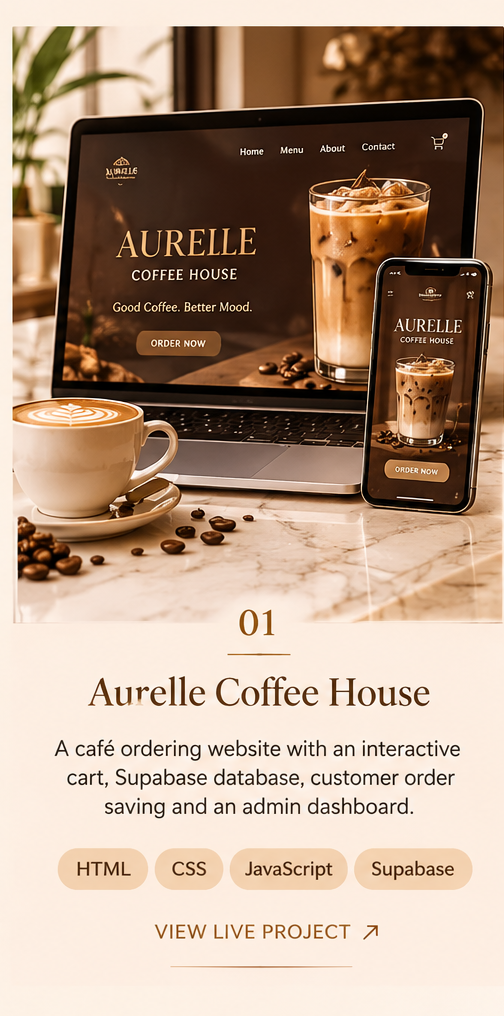 Home Menu About Contact
AURELLE
AURELLE
COFFEE HOUSE
Good Coffee. Better Mood.
ORDER NOW
AURELLE
COFFEE HOUSE
ORDER NOW
01
Aurelle Coffee House
A café ordering website with an interactive
cart, Supabase database, customer order
saving and an admin dashboard.
HTML CSS JavaScript Supabase
VIEW LIVE PROJECT ↗